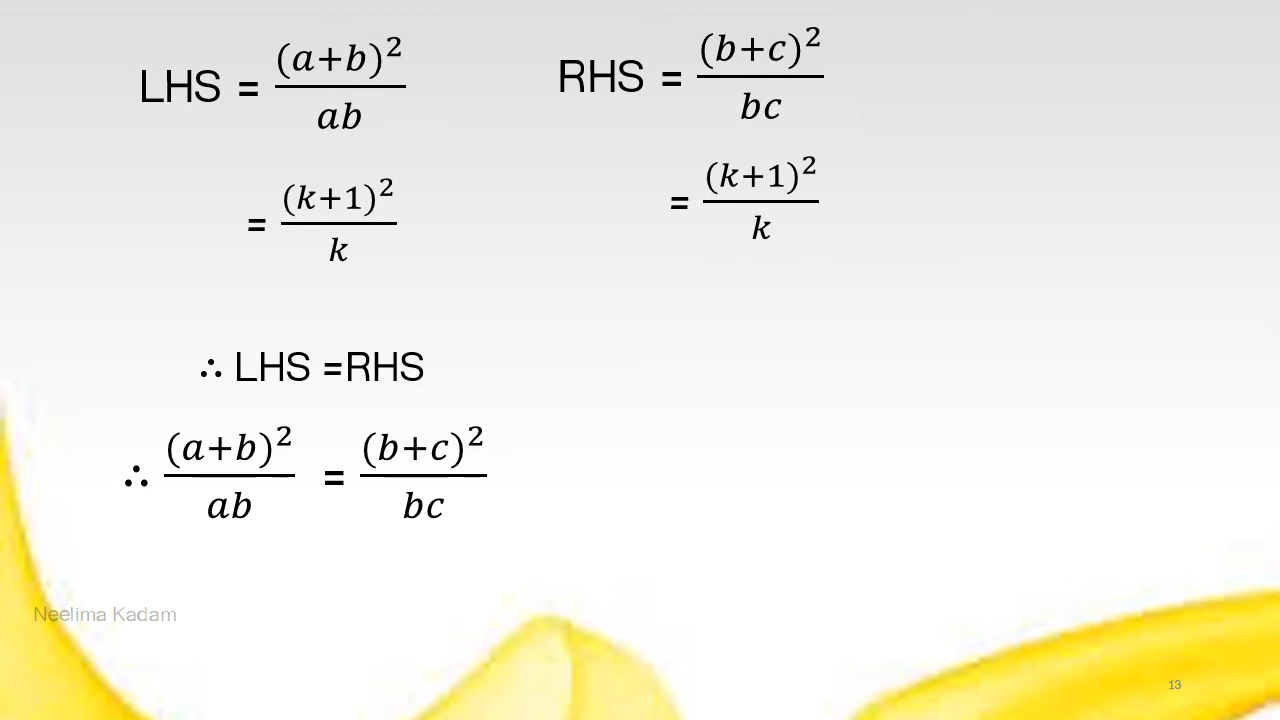 LHS = (a+b)²/ab
RHS = (b+c)²/bc
= (k+1)²/k
= (k+1)²/k
∴ LHS =RHS
∴ (a+b)²/ab = (b+c)²/bc
Neelima Kadam
13